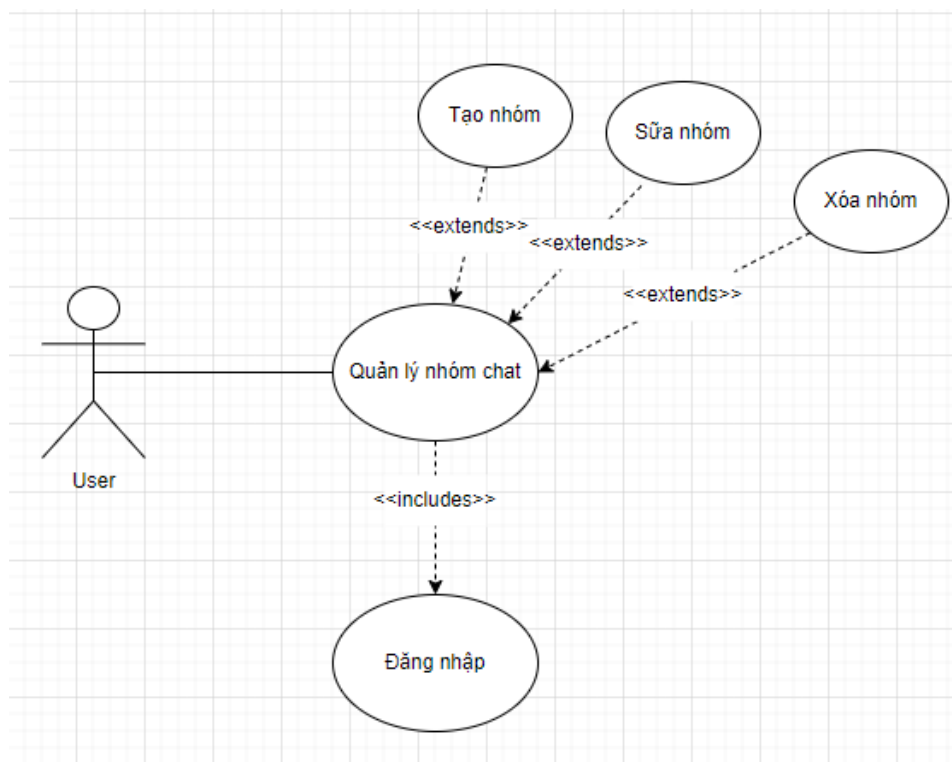 Tạo nhóm
Sữa nhóm
Xóa nhóm
<<extends>>
<<extends>>
<<extends>>
Quản lý nhóm chat
User
<<includes>>
Đăng nhập